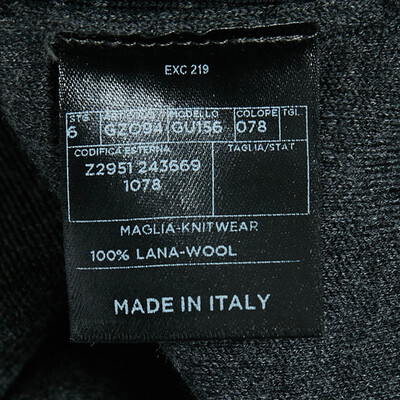 EXC 219
STG. ARTICOLO MODELLO COLORE TGL.
6 GZO94 GU156 078
CODIFICA ESTERNA TAGLIA/STAT
Z2951 243669
1078
MAGLIA-KNITWEAR
100% LANA-WOOL
MADE IN ITALY